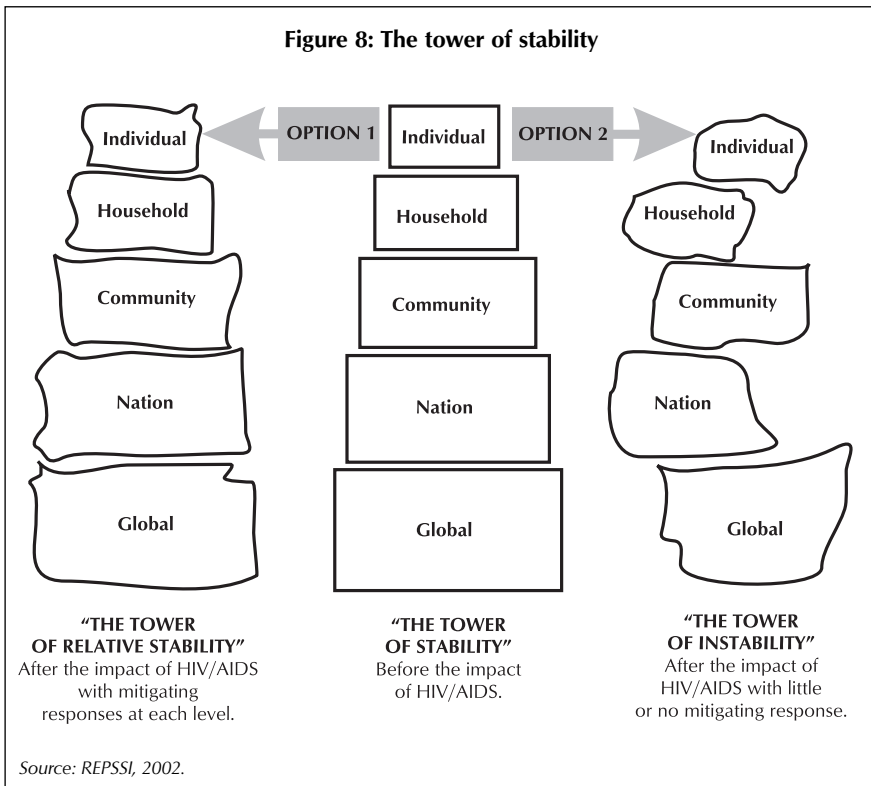 Figure 8: The tower of stability
Individual
OPTION 1
Individual
OPTION 2
Individual
Household
Household
Household
Community
Community
Community
Nation
Nation
Nation
Global
Global
Global
“THE TOWER
OF RELATIVE STABILITY”
After the impact of HIV/AIDS
with mitigating
responses at each level.
“THE TOWER
OF STABILITY”
Before the impact
of HIV/AIDS.
“THE TOWER
OF INSTABILITY”
After the impact of
HIV/AIDS with little
or no mitigating response.
Source: REPSSI, 2002.